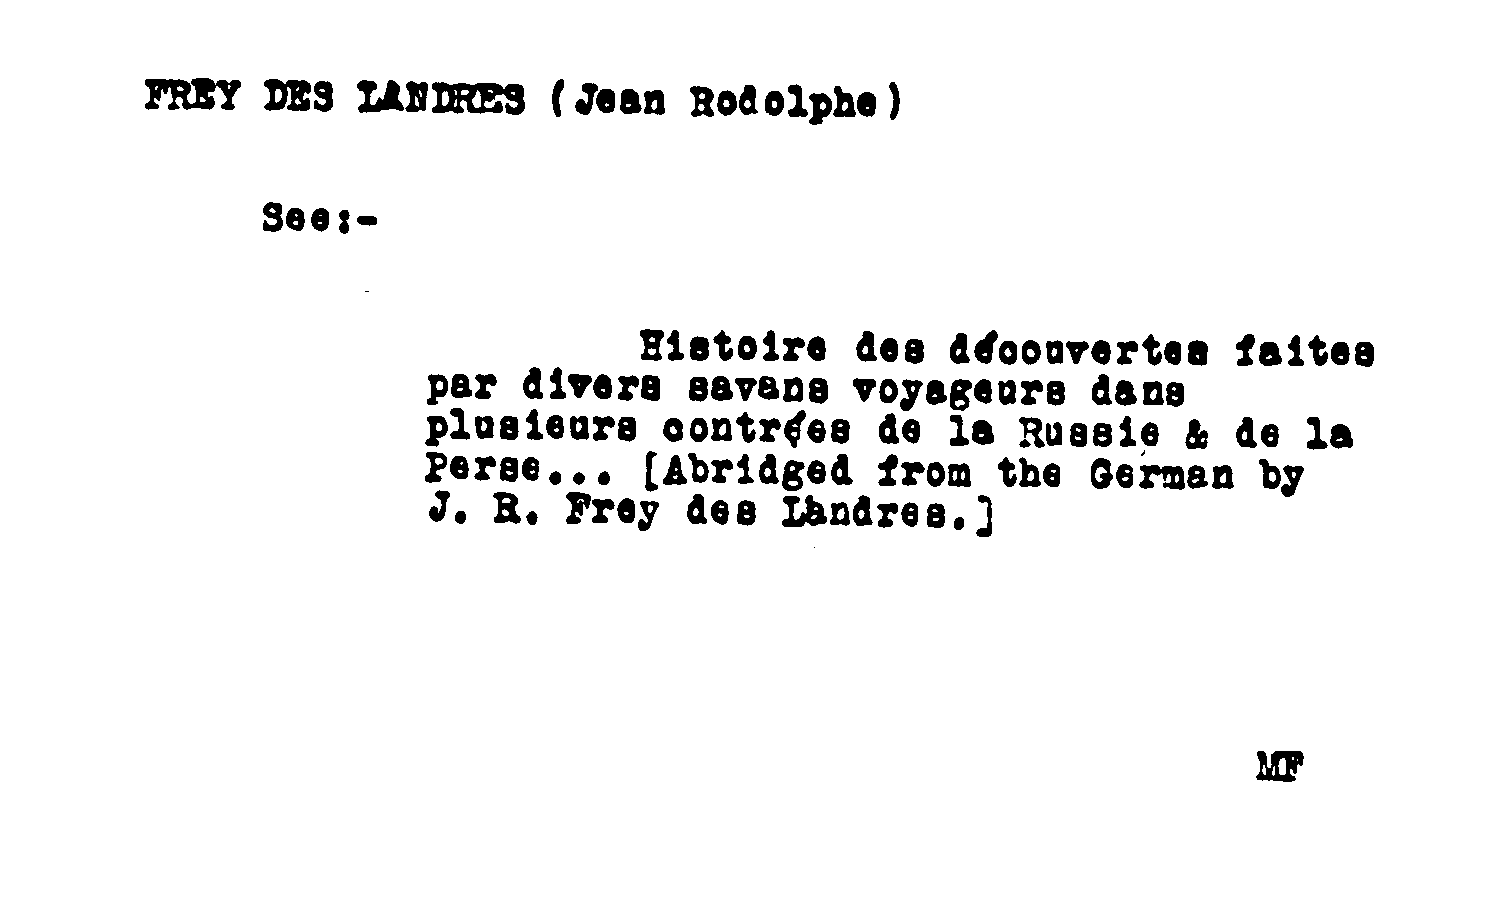 FREY DES LANDRES (Jean Rodolphe)
See:-
Histoire des découvertes faites
par divers savans voyageurs dans
plusieurs contrées de la Russie & de la
Perse... [Abridged from the German by
J. R. Frey des Landres.]
MF